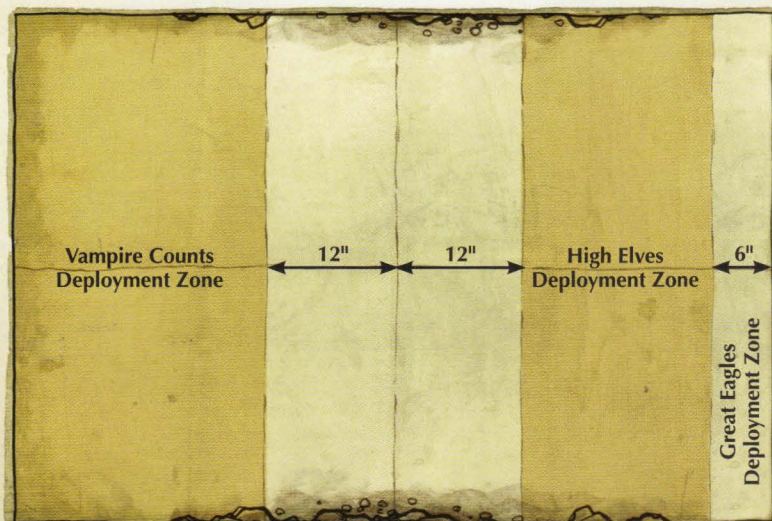 Vampire Counts
Deployment Zone
12"
12"
High Elves
Deployment Zone
6"
Great Eagles
Deployment Zone